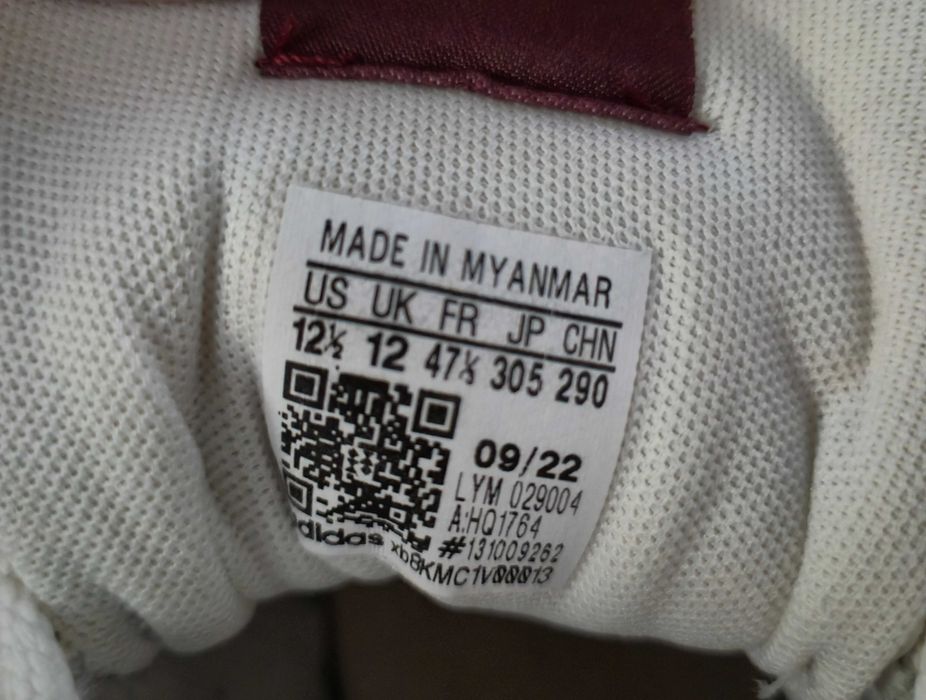 MADE IN MYANMAR
US UK FR JP CHN
12½ 12 47⅓ 305 290
09/22
LYM 029004
A:HQ1764
#131009262
adidas xb8KMC1V00013